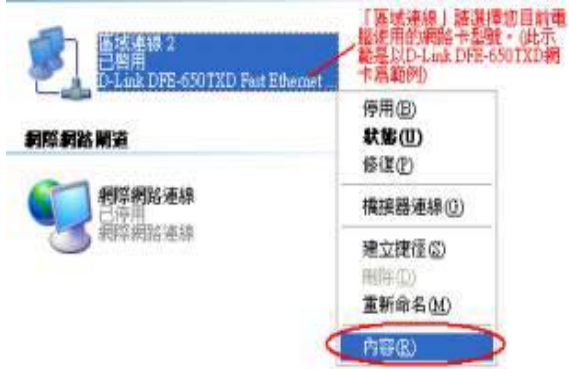 區域連線 2
已啓用
D-Link DFE-650TXD Fast Ethernet
「區域連線」請選擇您目前電
腦使用的網路卡型號。(此示
範是以D-Link DFE-650TXD網
卡為範例)
網際網路閘道
網際網路連線
已停用
網際網路連線
停用(B)
狀態(U)
修復(P)
橋接器連線(G)
建立捷徑(S)
刪除(D)
重新命名(M)
內容(R)